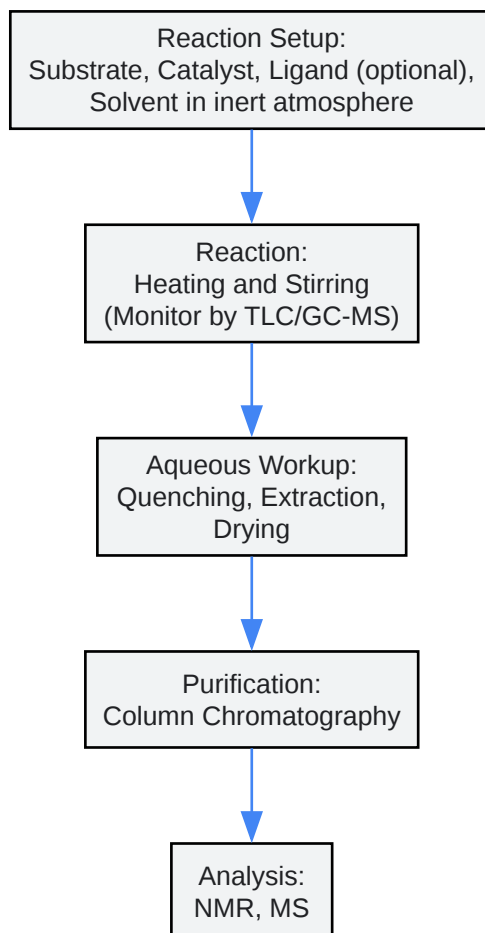 Reaction Setup:
Substrate, Catalyst, Ligand (optional),
Solvent in inert atmosphere
Reaction:
Heating and Stirring
(Monitor by TLC/GC-MS)
Aqueous Workup:
Quenching, Extraction,
Drying
Purification:
Column Chromatography
Analysis:
NMR, MS